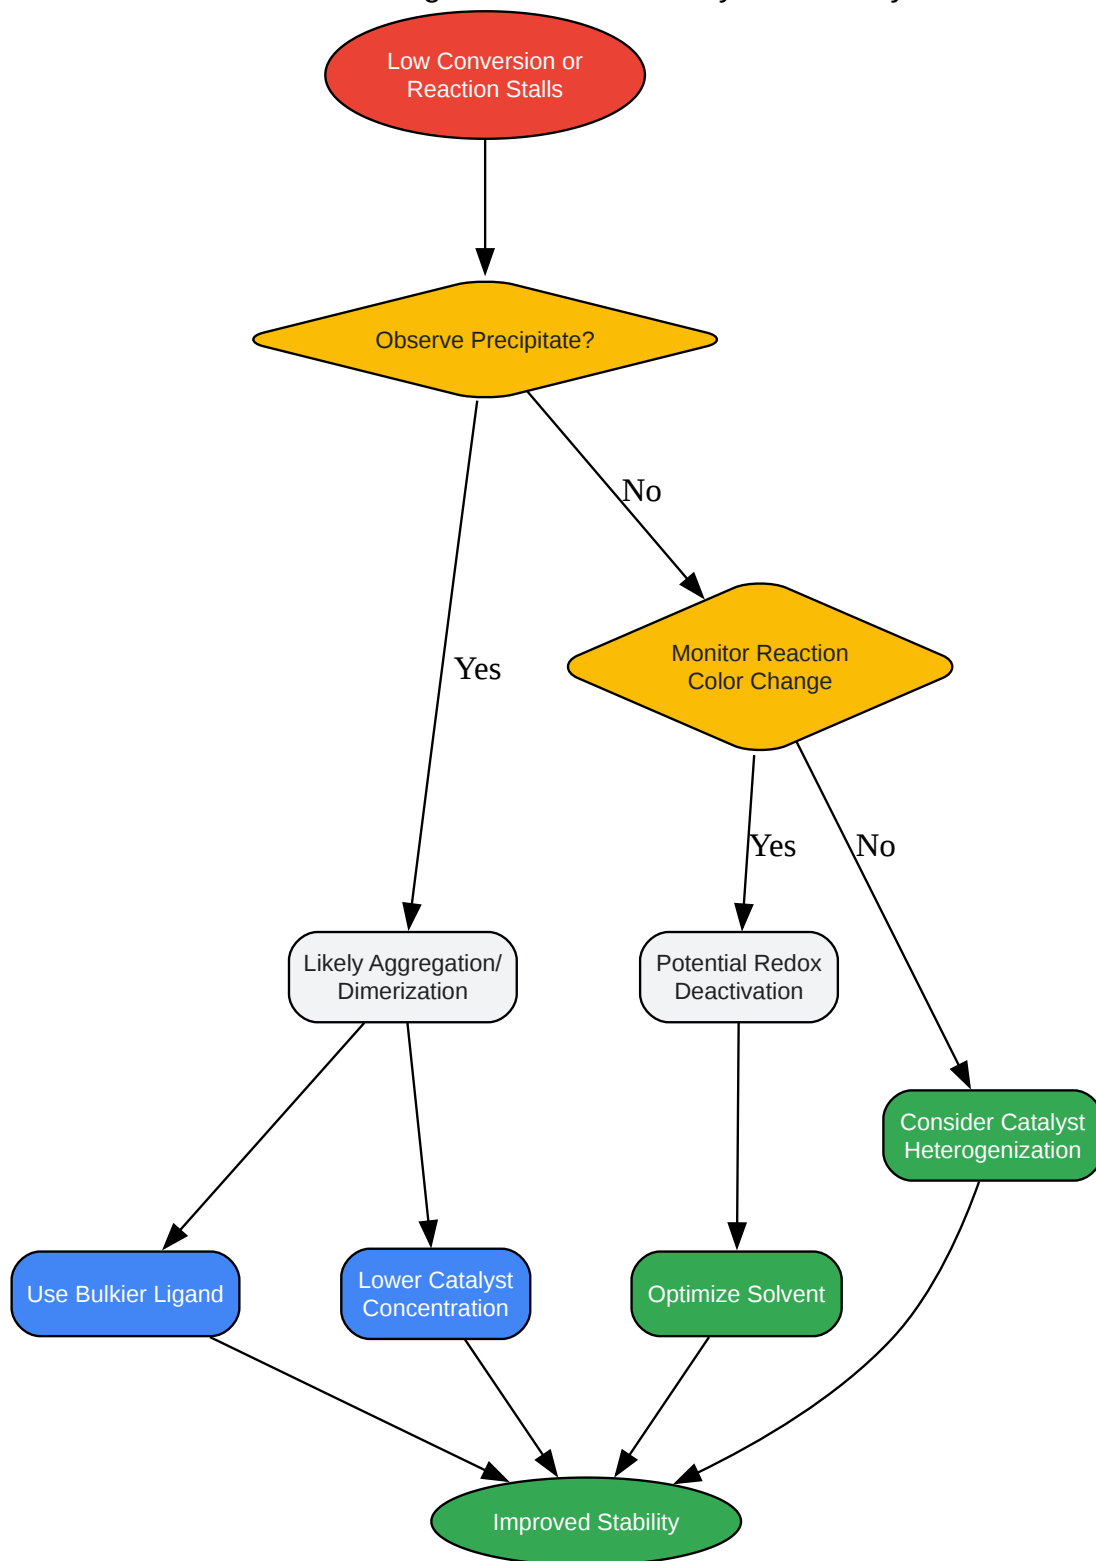 Low Conversion or
Reaction Stalls
Observe Precipitate?
No
Monitor Reaction
Color Change
Yes
Yes
No
Likely Aggregation/
Dimerization
Potential Redox
Deactivation
Consider Catalyst
Heterogenization
Use Bulkier Ligand
Lower Catalyst
Concentration
Optimize Solvent
Improved Stability